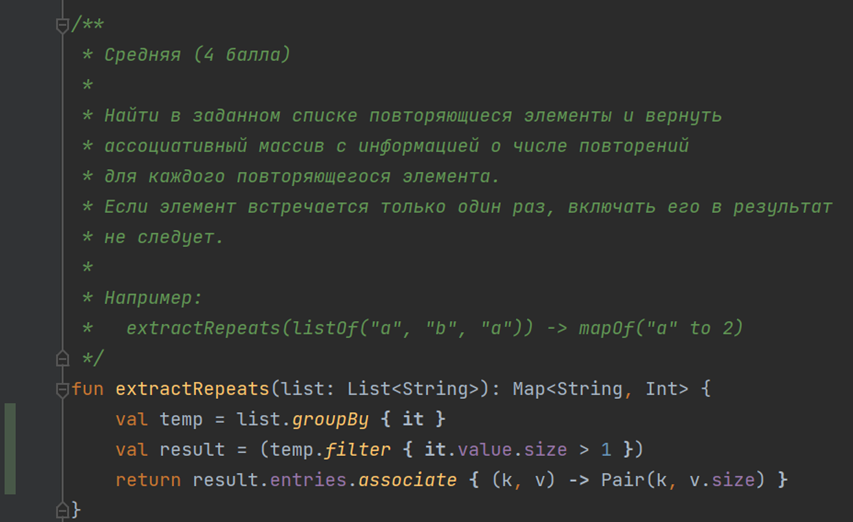 /**
 * Средняя (4 балла)
 *
 * Найти в заданном списке повторяющиеся элементы и вернуть
 * ассоциативный массив с информацией о числе повторений
 * для каждого повторяющегося элемента.
 * Если элемент встречается только один раз, включать его в результат
 * не следует.
 *
 * Например:
 *   extractRepeats(listOf("a", "b", "a")) -> mapOf("a" to 2)
 */
fun extractRepeats(list: List<String>): Map<String, Int> {
    val temp = list.groupBy { it }
    val result = (temp.filter { it.value.size > 1 })
    return result.entries.associate { (k, v) -> Pair(k, v.size) }
}